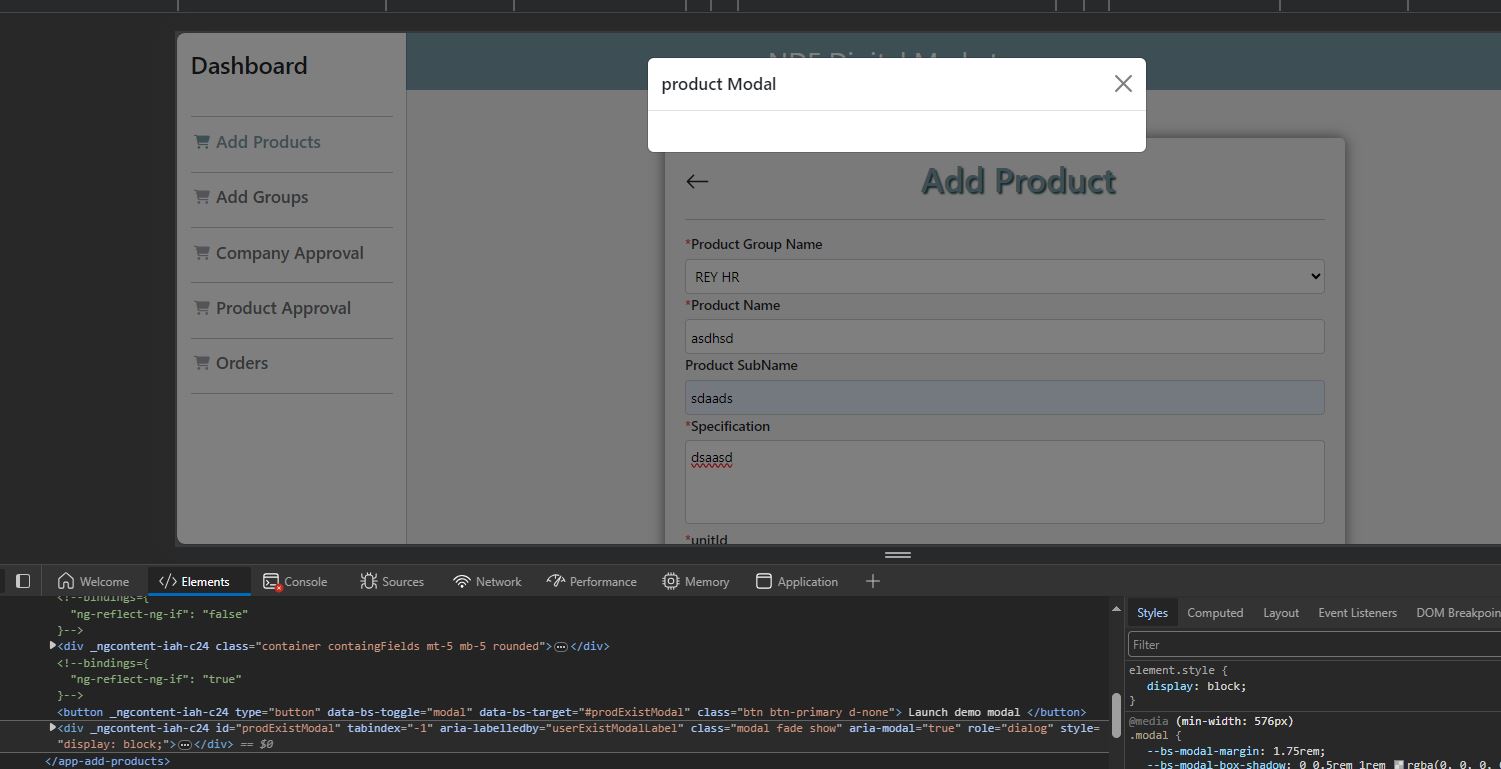 Dashboard
product Modal
Add Products
Add Groups
Company Approval
Product Approval
Orders
Add Product
*Product Group Name
REY HR
*Product Name
asdhsd
Product SubName
sdaads
*Specification
dsaasd
*unitId
Welcome
</> Elements
Console
Sources
Network
Performance
Memory
Application
<!--bindings={
"ng-reflect-ng-if": "false"
}-->
<div _ngcontent-iah-c24 class="container containgFields mt-5 mb-5 rounded"></div>
<!--bindings={
"ng-reflect-ng-if": "true"
}-->
<button _ngcontent-iah-c24 type="button" data-bs-toggle="modal" data-bs-target="#prodExistModal" class="btn btn-primary d-none"> Launch demo modal </button>
<div _ngcontent-iah-c24 id="prodExistModal" tabindex="-1" aria-labelledby="userExistModalLabel" class="modal fade show" aria-modal="true" role="dialog" style=
"display: block;"></div> == $0
</app-add-products>
Styles
Computed
Layout
Event Listeners
DOM Breakpoin
Filter
element.style {
display: block;
}
@media (min-width: 576px)
.modal {
--bs-modal-margin: 1.75rem;
--bs-modal-box-shadow: 0 0.5rem 1rem rgba(0, 0, 0,